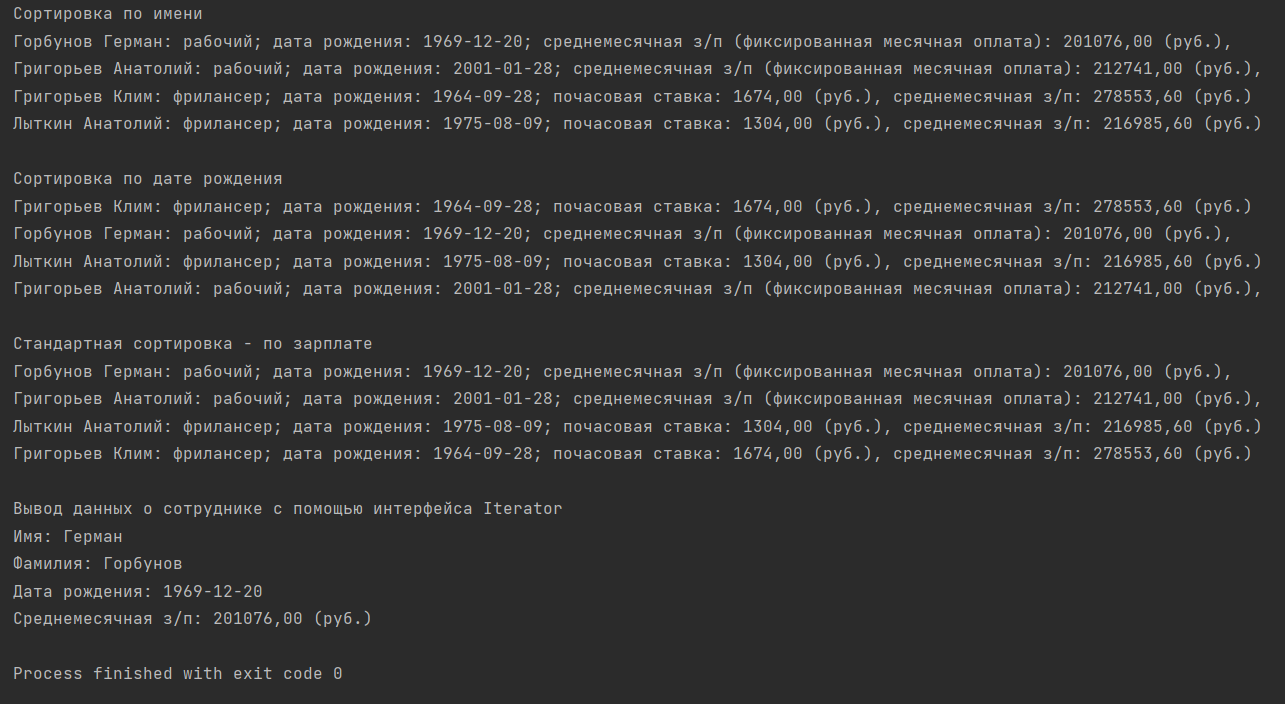 Сортировка по имени
Горбунов Герман: рабочий; дата рождения: 1969-12-20; среднемесячная з/п (фиксированная месячная оплата): 201076,00 (руб.),
Григорьев Анатолий: рабочий; дата рождения: 2001-01-28; среднемесячная з/п (фиксированная месячная оплата): 212741,00 (руб.),
Григорьев Клим: фрилансер; дата рождения: 1964-09-28; почасовая ставка: 1674,00 (руб.), среднемесячная з/п: 278553,60 (руб.)
Лыткин Анатолий: фрилансер; дата рождения: 1975-08-09; почасовая ставка: 1304,00 (руб.), среднемесячная з/п: 216985,60 (руб.)

Сортировка по дате рождения
Григорьев Клим: фрилансер; дата рождения: 1964-09-28; почасовая ставка: 1674,00 (руб.), среднемесячная з/п: 278553,60 (руб.)
Горбунов Герман: рабочий; дата рождения: 1969-12-20; среднемесячная з/п (фиксированная месячная оплата): 201076,00 (руб.),
Лыткин Анатолий: фрилансер; дата рождения: 1975-08-09; почасовая ставка: 1304,00 (руб.), среднемесячная з/п: 216985,60 (руб.)
Григорьев Анатолий: рабочий; дата рождения: 2001-01-28; среднемесячная з/п (фиксированная месячная оплата): 212741,00 (руб.),

Стандартная сортировка - по зарплате
Горбунов Герман: рабочий; дата рождения: 1969-12-20; среднемесячная з/п (фиксированная месячная оплата): 201076,00 (руб.),
Григорьев Анатолий: рабочий; дата рождения: 2001-01-28; среднемесячная з/п (фиксированная месячная оплата): 212741,00 (руб.),
Лыткин Анатолий: фрилансер; дата рождения: 1975-08-09; почасовая ставка: 1304,00 (руб.), среднемесячная з/п: 216985,60 (руб.)
Григорьев Клим: фрилансер; дата рождения: 1964-09-28; почасовая ставка: 1674,00 (руб.), среднемесячная з/п: 278553,60 (руб.)

Вывод данных о сотруднике с помощью интерфейса Iterator
Имя: Герман
Фамилия: Горбунов
Дата рождения: 1969-12-20
Среднемесячная з/п: 201076,00 (руб.)

Process finished with exit code 0